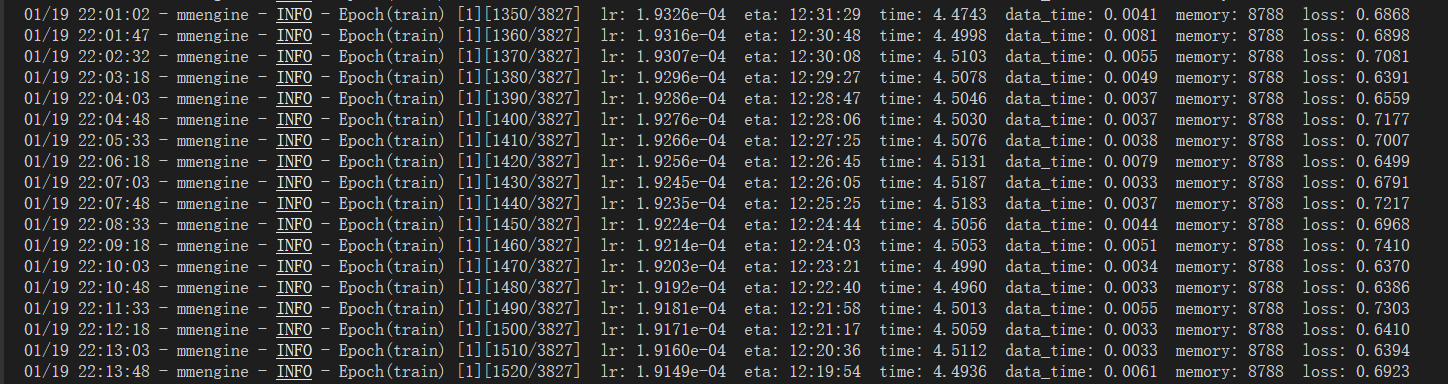 01/19 22:01:02 - mmengine - INFO - Epoch(train) [1][1350/3827] lr: 1.9326e-04 eta: 12:31:29 time: 4.4743 data_time: 0.0041 memory: 8788 loss: 0.6868
01/19 22:01:47 - mmengine - INFO - Epoch(train) [1][1360/3827] lr: 1.9316e-04 eta: 12:30:48 time: 4.4998 data_time: 0.0081 memory: 8788 loss: 0.6898
01/19 22:02:32 - mmengine - INFO - Epoch(train) [1][1370/3827] lr: 1.9307e-04 eta: 12:30:08 time: 4.5103 data_time: 0.0055 memory: 8788 loss: 0.7081
01/19 22:03:18 - mmengine - INFO - Epoch(train) [1][1380/3827] lr: 1.9296e-04 eta: 12:29:27 time: 4.5078 data_time: 0.0049 memory: 8788 loss: 0.6391
01/19 22:04:03 - mmengine - INFO - Epoch(train) [1][1390/3827] lr: 1.9286e-04 eta: 12:28:47 time: 4.5046 data_time: 0.0037 memory: 8788 loss: 0.6559
01/19 22:04:48 - mmengine - INFO - Epoch(train) [1][1400/3827] lr: 1.9276e-04 eta: 12:28:06 time: 4.5030 data_time: 0.0037 memory: 8788 loss: 0.7177
01/19 22:05:33 - mmengine - INFO - Epoch(train) [1][1410/3827] lr: 1.9266e-04 eta: 12:27:25 time: 4.5076 data_time: 0.0038 memory: 8788 loss: 0.7007
01/19 22:06:18 - mmengine - INFO - Epoch(train) [1][1420/3827] lr: 1.9256e-04 eta: 12:26:45 time: 4.5131 data_time: 0.0079 memory: 8788 loss: 0.6499
01/19 22:07:03 - mmengine - INFO - Epoch(train) [1][1430/3827] lr: 1.9245e-04 eta: 12:26:05 time: 4.5187 data_time: 0.0033 memory: 8788 loss: 0.6791
01/19 22:07:48 - mmengine - INFO - Epoch(train) [1][1440/3827] lr: 1.9235e-04 eta: 12:25:25 time: 4.5183 data_time: 0.0037 memory: 8788 loss: 0.7217
01/19 22:08:33 - mmengine - INFO - Epoch(train) [1][1450/3827] lr: 1.9224e-04 eta: 12:24:44 time: 4.5056 data_time: 0.0044 memory: 8788 loss: 0.6968
01/19 22:09:18 - mmengine - INFO - Epoch(train) [1][1460/3827] lr: 1.9214e-04 eta: 12:24:03 time: 4.5053 data_time: 0.0051 memory: 8788 loss: 0.7410
01/19 22:10:03 - mmengine - INFO - Epoch(train) [1][1470/3827] lr: 1.9203e-04 eta: 12:23:21 time: 4.4990 data_time: 0.0034 memory: 8788 loss: 0.6370
01/19 22:10:48 - mmengine - INFO - Epoch(train) [1][1480/3827] lr: 1.9192e-04 eta: 12:22:40 time: 4.4960 data_time: 0.0033 memory: 8788 loss: 0.6386
01/19 22:11:33 - mmengine - INFO - Epoch(train) [1][1490/3827] lr: 1.9181e-04 eta: 12:21:58 time: 4.5013 data_time: 0.0055 memory: 8788 loss: 0.7303
01/19 22:12:18 - mmengine - INFO - Epoch(train) [1][1500/3827] lr: 1.9171e-04 eta: 12:21:17 time: 4.5059 data_time: 0.0033 memory: 8788 loss: 0.6410
01/19 22:13:03 - mmengine - INFO - Epoch(train) [1][1510/3827] lr: 1.9160e-04 eta: 12:20:36 time: 4.5112 data_time: 0.0033 memory: 8788 loss: 0.6394
01/19 22:13:48 - mmengine - INFO - Epoch(train) [1][1520/3827] lr: 1.9149e-04 eta: 12:19:54 time: 4.4936 data_time: 0.0061 memory: 8788 loss: 0.6923